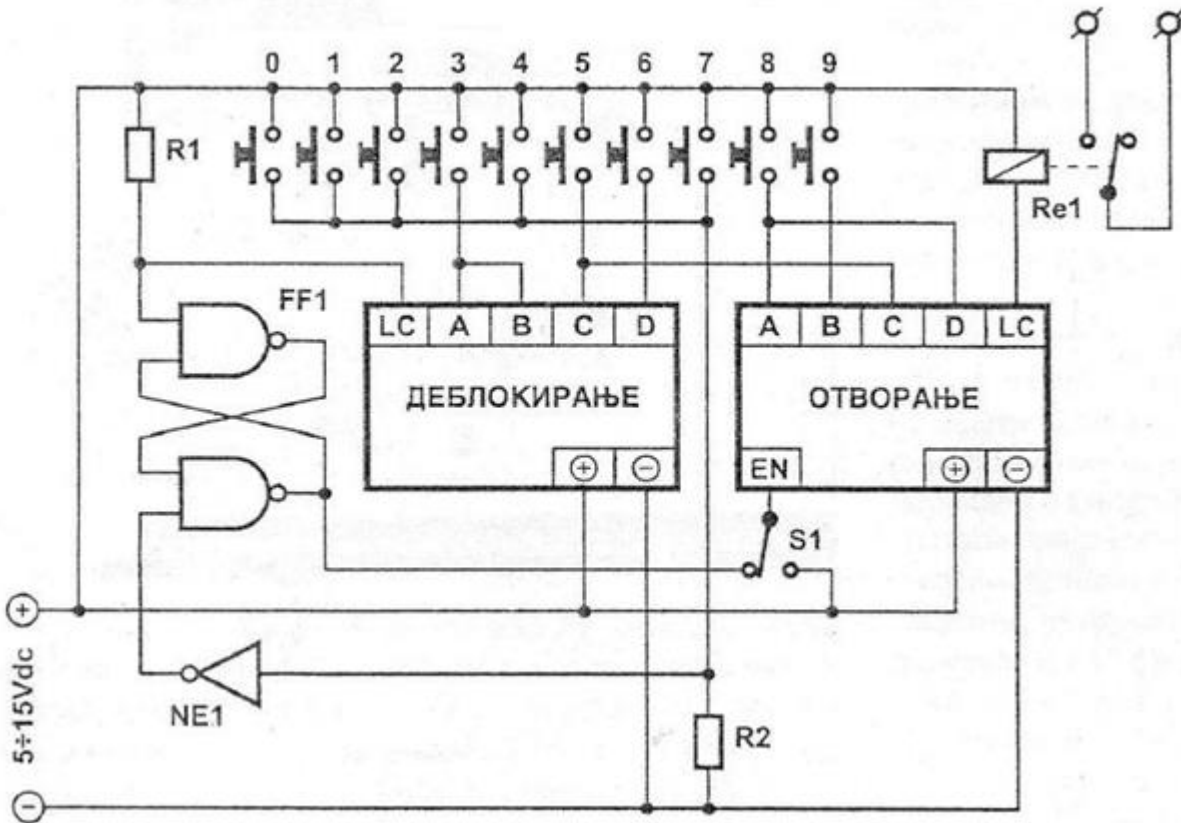 0 1 2 3 4 5 6 7 8 9
R1
Re1
FF1
LC A B C D
A B C D LC
ДЕБЛОКИРАЊЕ
ОТВОРАЊЕ
+ −
EN + −
S1
+
5÷15Vdc
NE1
R2
−